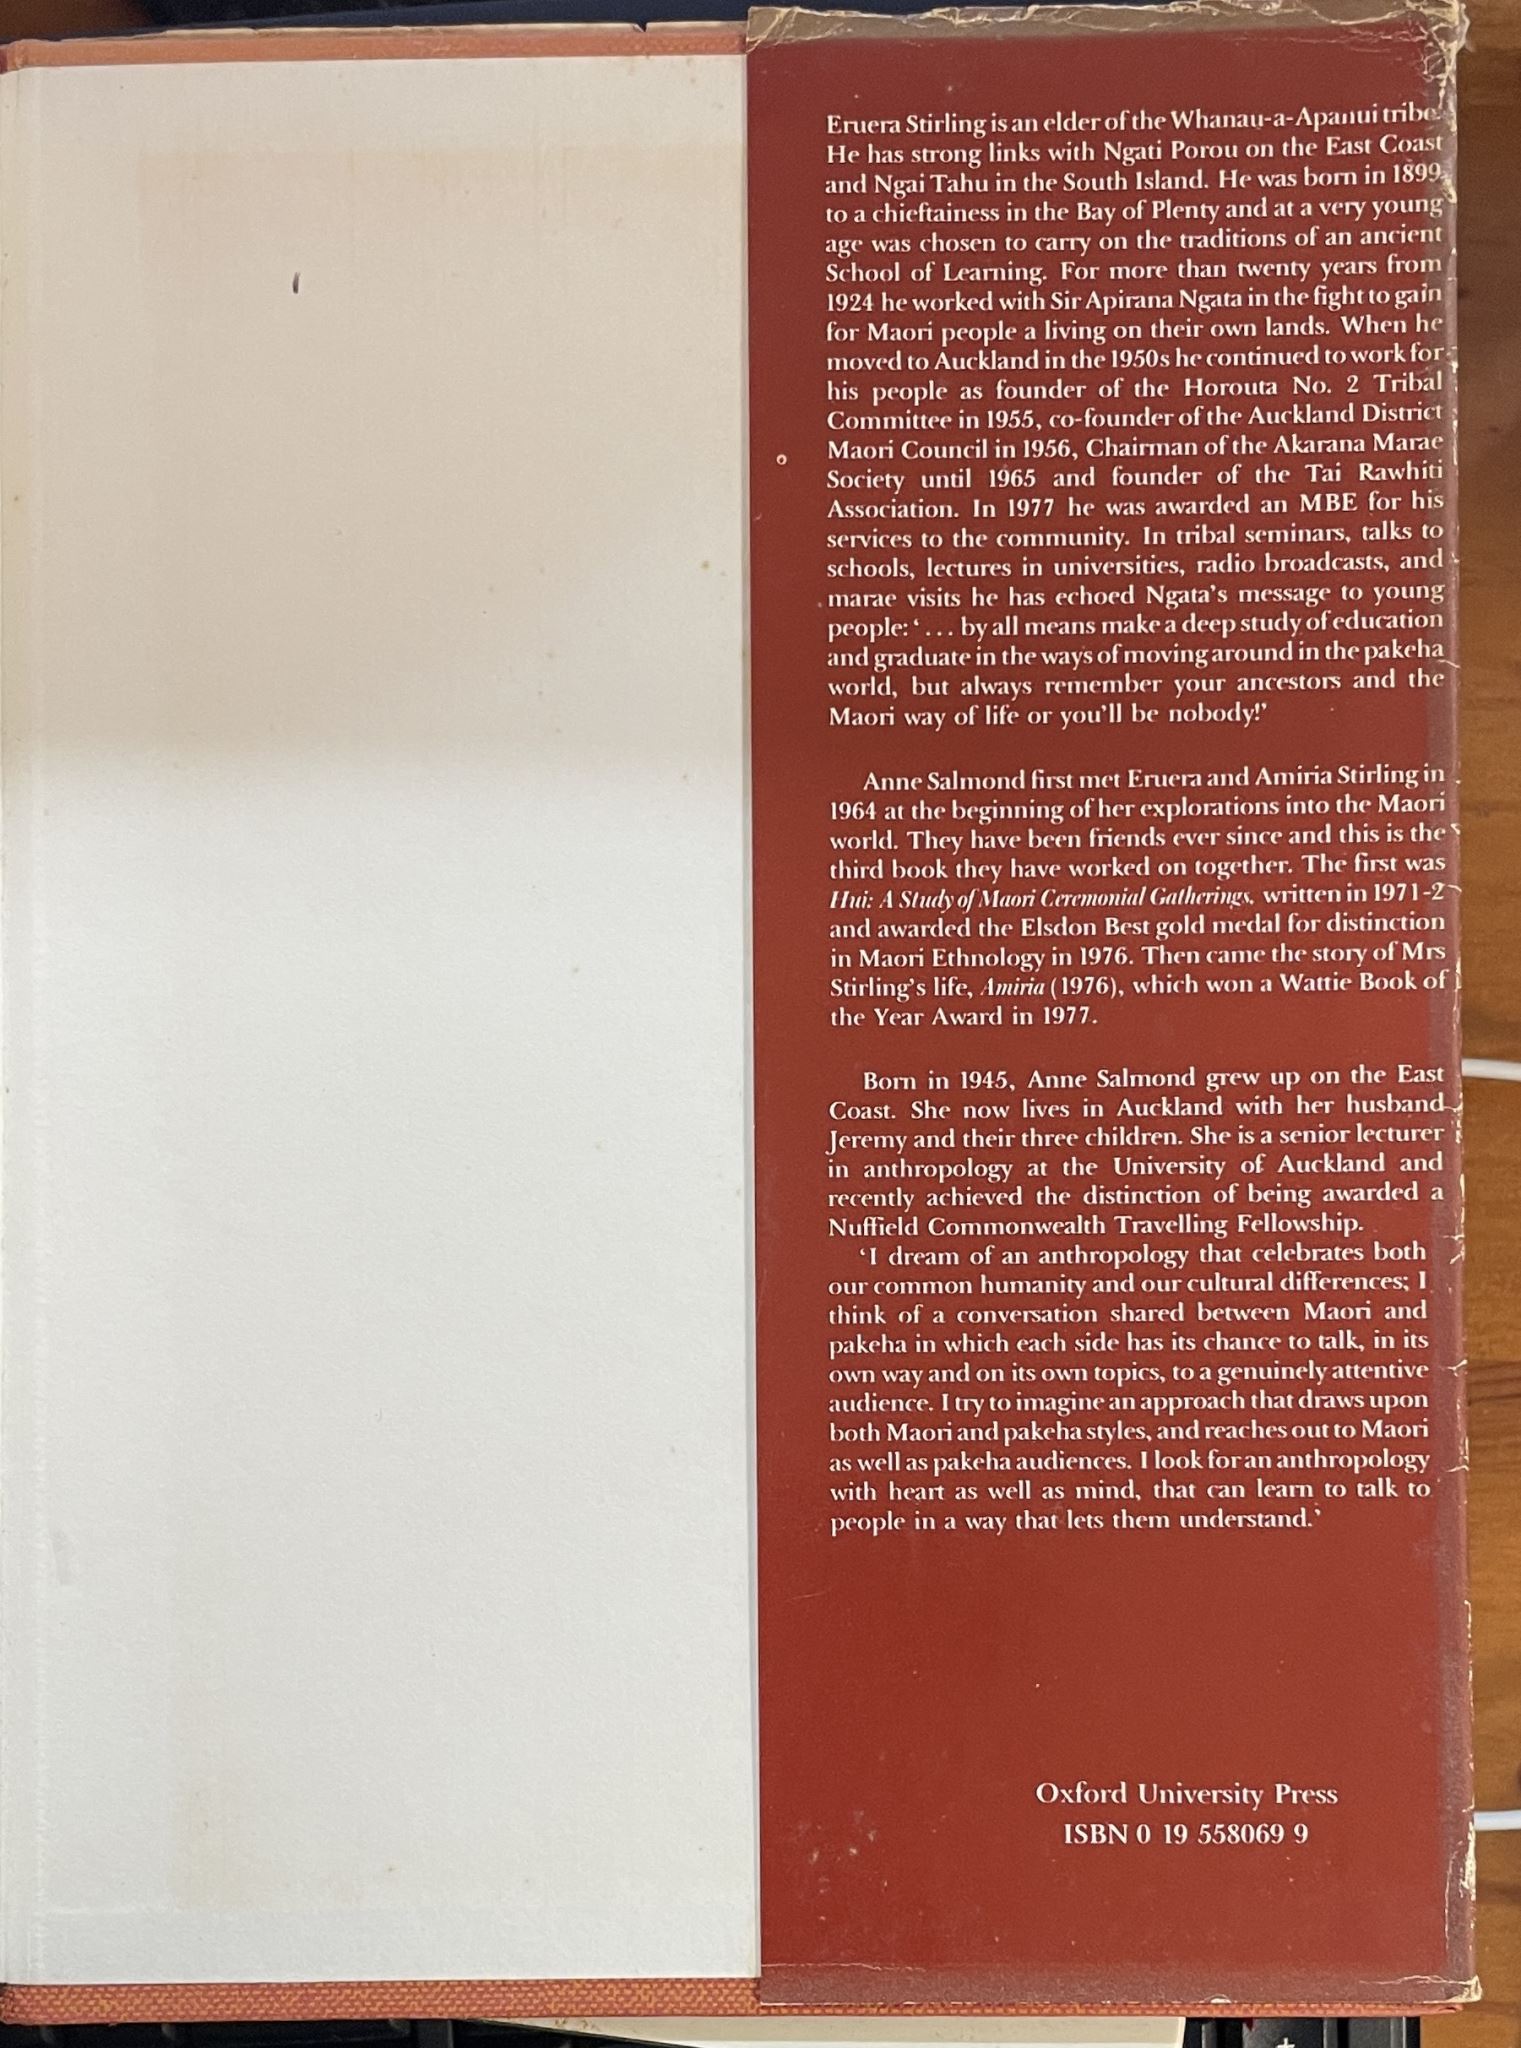 Eruera Stirling is an elder of the Whanau-a-Apanui tribe.
He has strong links with Ngati Porou on the East Coast
and Ngai Tahu in the South Island. He was born in 1899
to a chieftainess in the Bay of Plenty and at a very young
age was chosen to carry on the traditions of an ancient
School of Learning. For more than twenty years from
1924 he worked with Sir Apirana Ngata in the fight to gain
for Maori people a living on their own lands. When he
moved to Auckland in the 1950s he continued to work for
his people as founder of the Horouta No. 2 Tribal
Committee in 1955, co-founder of the Auckland District
Maori Council in 1956, Chairman of the Akarana Marae
Society until 1965 and founder of the Tai Rawhiti
Association. In 1977 he was awarded an MBE for his
services to the community. In tribal seminars, talks to
schools, lectures in universities, radio broadcasts, and
marae visits he has echoed Ngata's message to young
people: '... by all means make a deep study of education
and graduate in the ways of moving around in the pakeha
world, but always remember your ancestors and the
Maori way of life or you'll be nobody!'
Anne Salmond first met Eruera and Amiria Stirling in
1964 at the beginning of her explorations into the Maori
world. They have been friends ever since and this is the
third book they have worked on together. The first was
Hui: A Study of Maori Ceremonial Gatherings, written in 1971-2
and awarded the Elsdon Best gold medal for distinction
in Maori Ethnology in 1976. Then came the story of Mrs
Stirling's life, Amiria (1976), which won a Wattie Book of
the Year Award in 1977.
Born in 1945, Anne Salmond grew up on the East
Coast. She now lives in Auckland with her husband
Jeremy and their three children. She is a senior lecturer
in anthropology at the University of Auckland and
recently achieved the distinction of being awarded a
Nuffield Commonwealth Travelling Fellowship.
'I dream of an anthropology that celebrates both
our common humanity and our cultural differences; I
think of a conversation shared between Maori and
pakeha in which each side has its chance to talk, in its
own way and on its own topics, to a genuinely attentive
audience. I try to imagine an approach that draws upon
both Maori and pakeha styles, and reaches out to Maori
as well as pakeha audiences. I look for an anthropology
with heart as well as mind, that can learn to talk to
people in a way that lets them understand.'
Oxford University Press
ISBN 0 19 558069 9